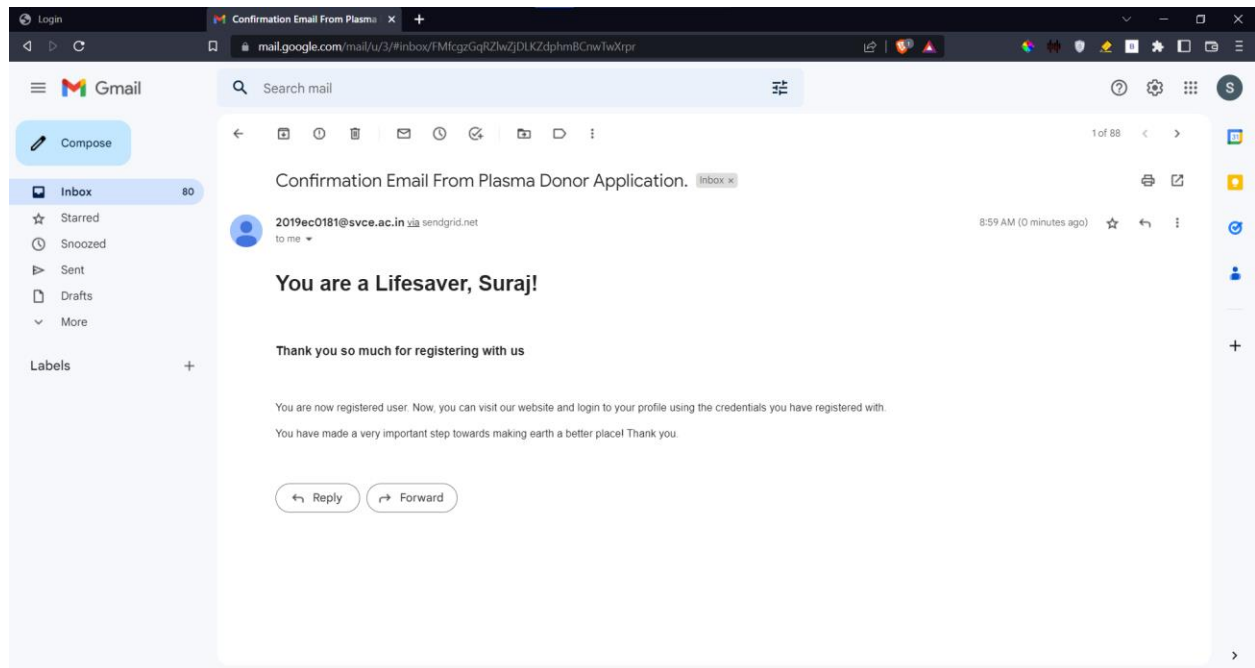 Login
Confirmation Email From Plasma
mail.google.com/mail/u/3/#inbox/FMfcgzGqRZlwZjDLKZdphmBCnwTwXrpr
Gmail
Search mail
S
Compose
1 of 88
31
Inbox 80
Starred
Snoozed
Sent
Drafts
More
Labels
Confirmation Email From Plasma Donor Application. Inbox ×
2019ec0181@svce.ac.in via sendgrid.net 8:59 AM (0 minutes ago)
to me
You are a Lifesaver, Suraj!
Thank you so much for registering with us
You are now registered user. Now, you can visit our website and login to your profile using the credentials you have registered with.
You have made a very important step towards making earth a better place! Thank you.
Reply Forward